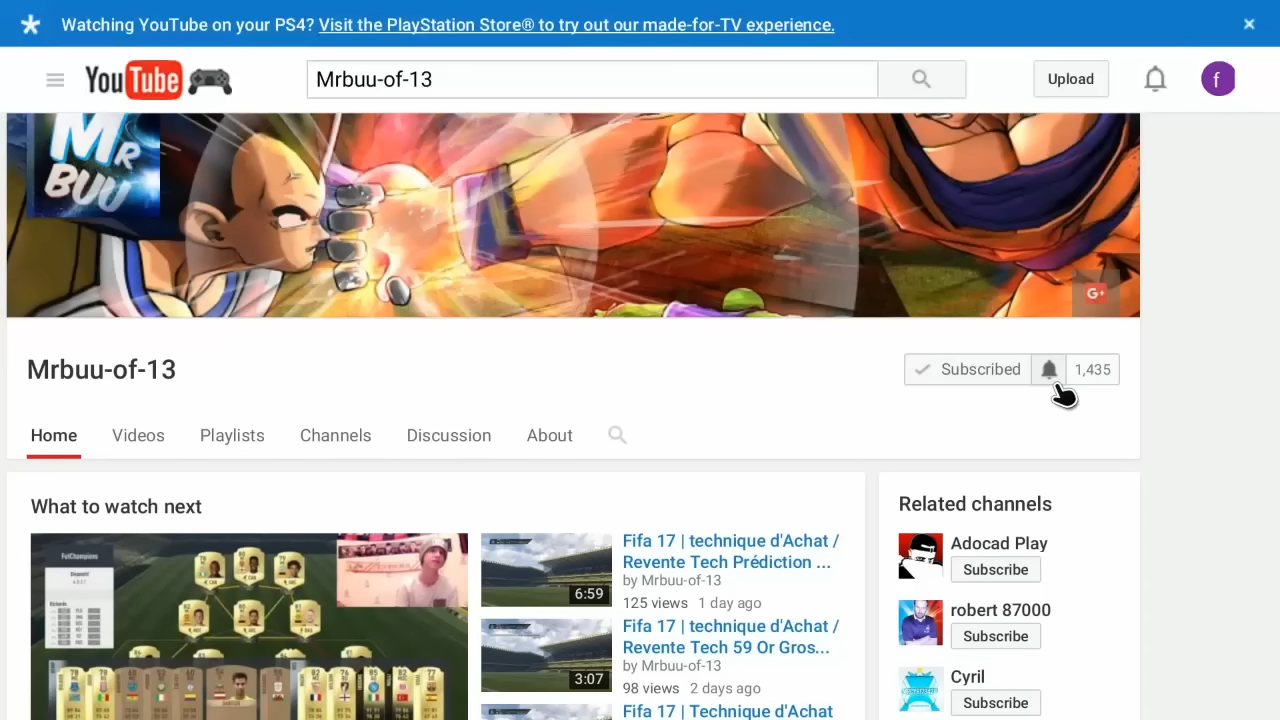 Watching YouTube on your PS4? Visit the PlayStation Store® to try out our made-for-TV experience.
YouTube
Mrbuu-of-13
Upload
f
MR
BUU
G+
Mrbuu-of-13
Subscribed
1,435
Home
Videos
Playlists
Channels
Discussion
About
What to watch next
FutChampions
6:59
Fifa 17 | technique d'Achat /
Revente Tech Prédiction ...
by Mrbuu-of-13
125 views 1 day ago
3:07
Fifa 17 | technique d'Achat /
Revente Tech 59 Or Gros...
by Mrbuu-of-13
98 views 2 days ago
Fifa 17 | Technique d'Achat
Related channels
Adocad Play
Subscribe
robert 87000
Subscribe
Cyril
Subscribe